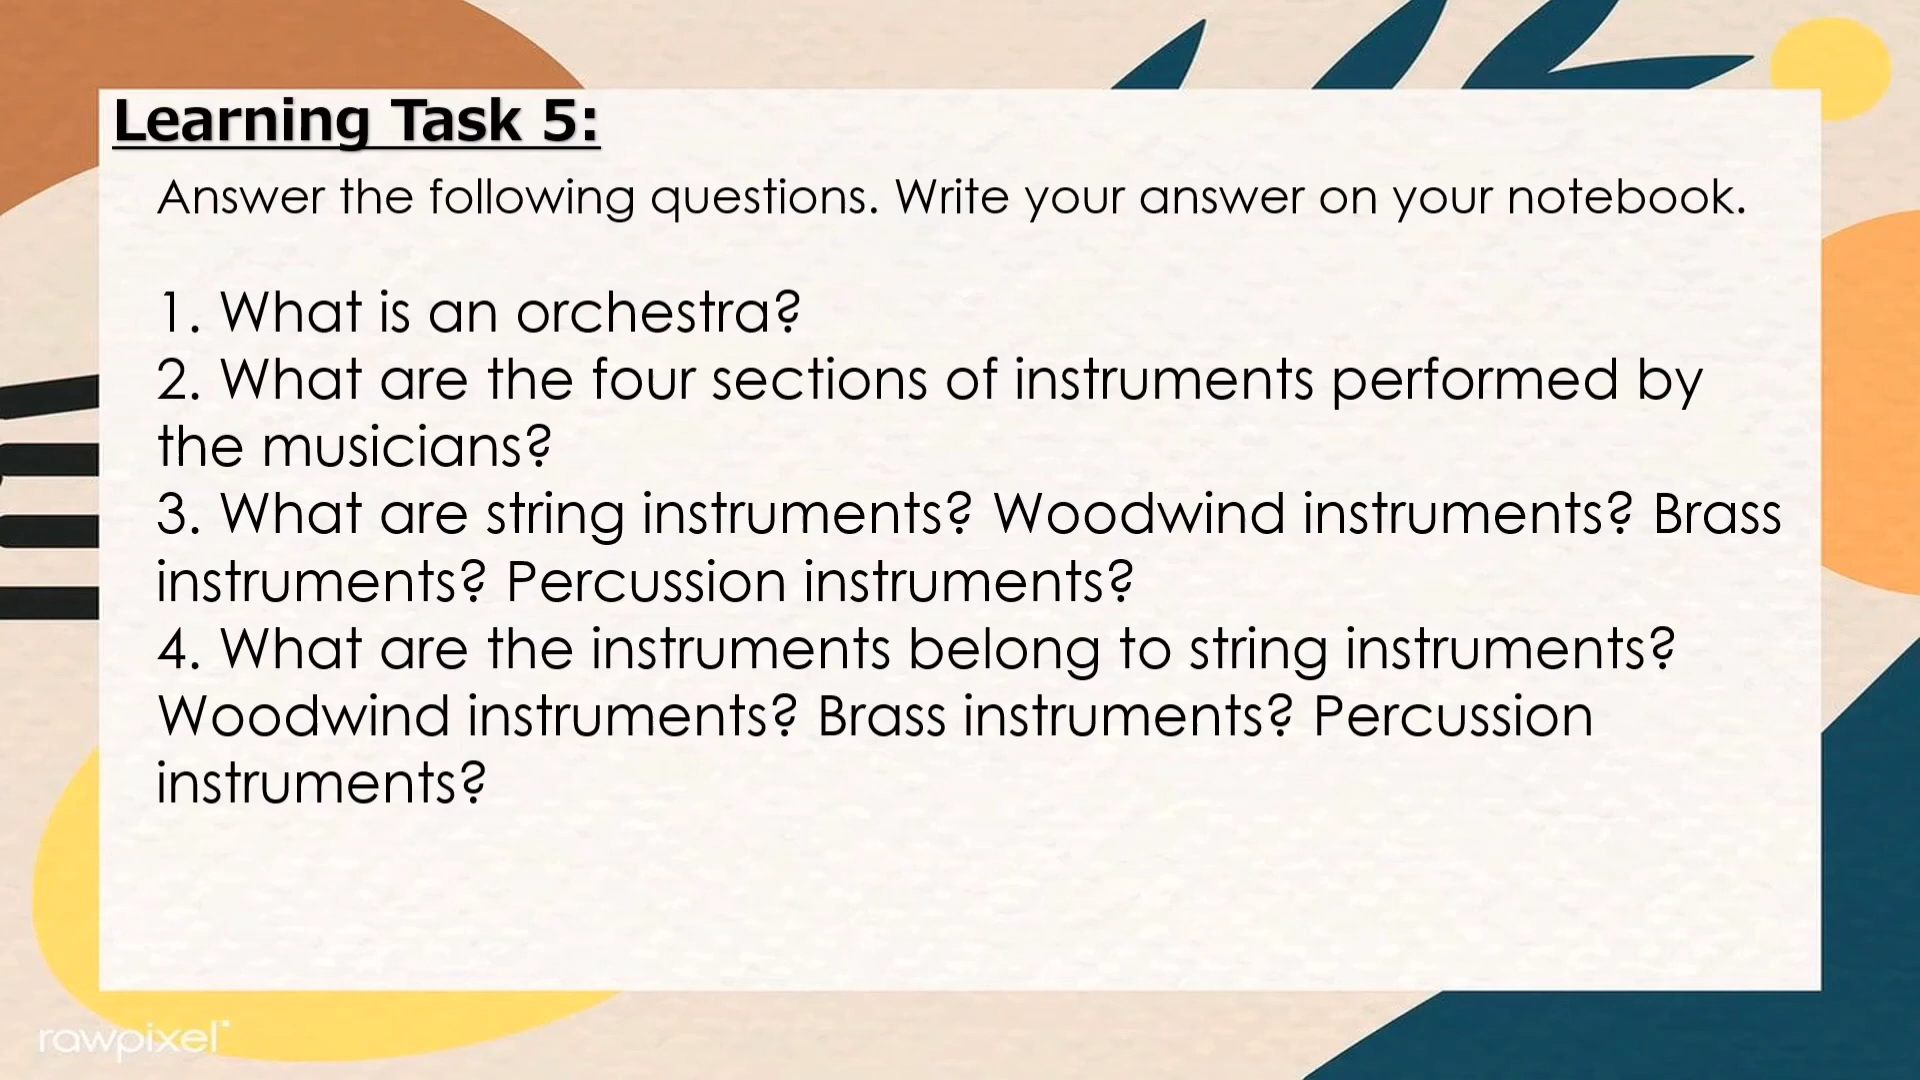 Learning Task 5:
Answer the following questions. Write your answer on your notebook.
1. What is an orchestra?
2. What are the four sections of instruments performed by
the musicians?
3. What are string instruments? Woodwind instruments? Brass
instruments? Percussion instruments?
4. What are the instruments belong to string instruments?
Woodwind instruments? Brass instruments? Percussion
instruments?
rawpixel